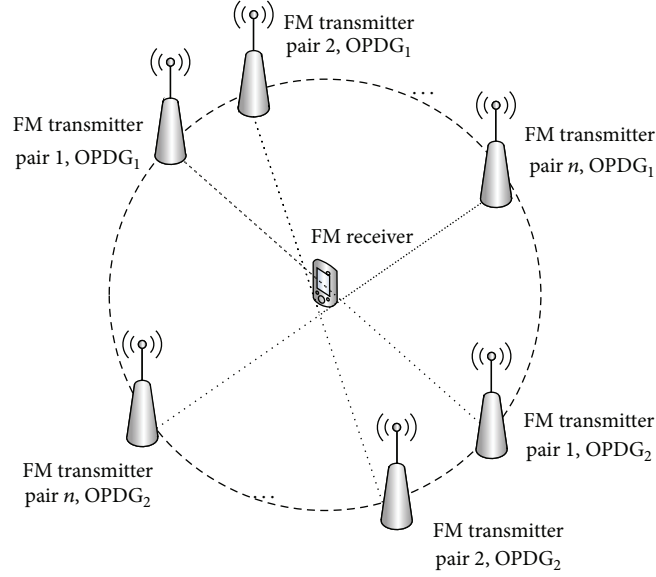 FM transmitter
pair 2, OPDG₁
...
FM transmitter
pair 1, OPDG₁
FM transmitter
pair n, OPDG₁
FM receiver
FM transmitter
pair 1, OPDG₂
FM transmitter
pair n, OPDG₂
...
FM transmitter
pair 2, OPDG₂